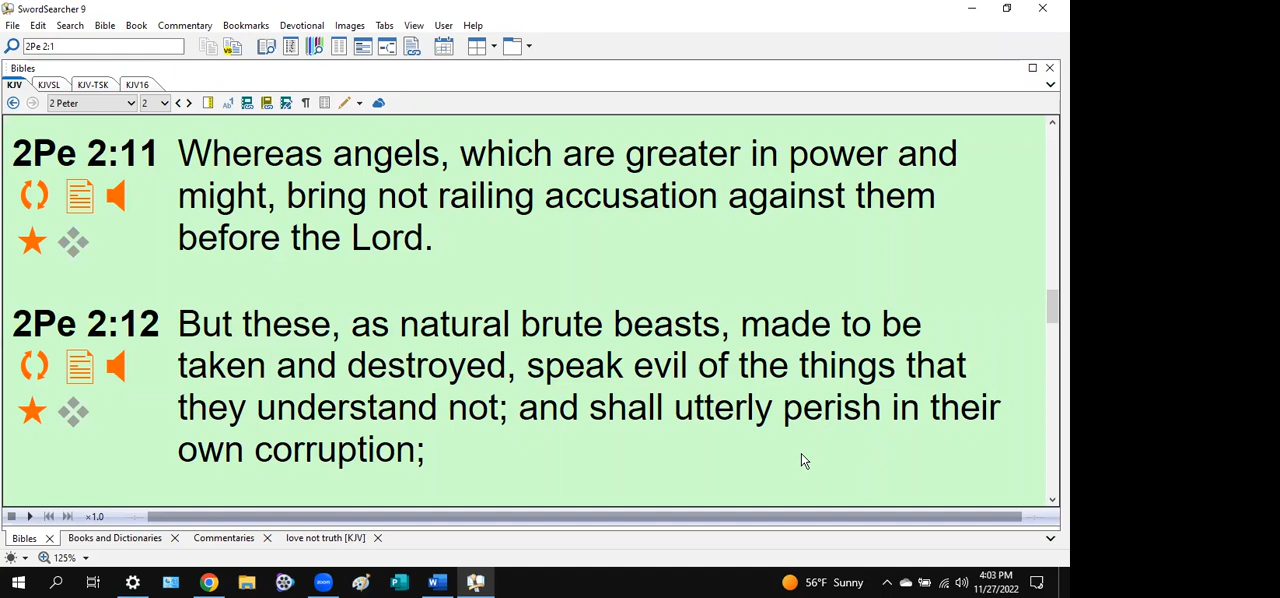 SwordSearcher 9
File Edit Search Bible Book Commentary Bookmarks Devotional Images Tabs View User Help
2Pe 2:1
Bibles
KJV KJVSL KJV-TSK KJV16
2 Peter 2
2Pe 2:11 Whereas angels, which are greater in power and
might, bring not railing accusation against them
before the Lord.
2Pe 2:12 But these, as natural brute beasts, made to be
taken and destroyed, speak evil of the things that
they understand not; and shall utterly perish in their
own corruption;
×1.0
Bibles Books and Dictionaries Commentaries love not truth [KJV]
125%
56°F Sunny
4:03 PM
11/27/2022